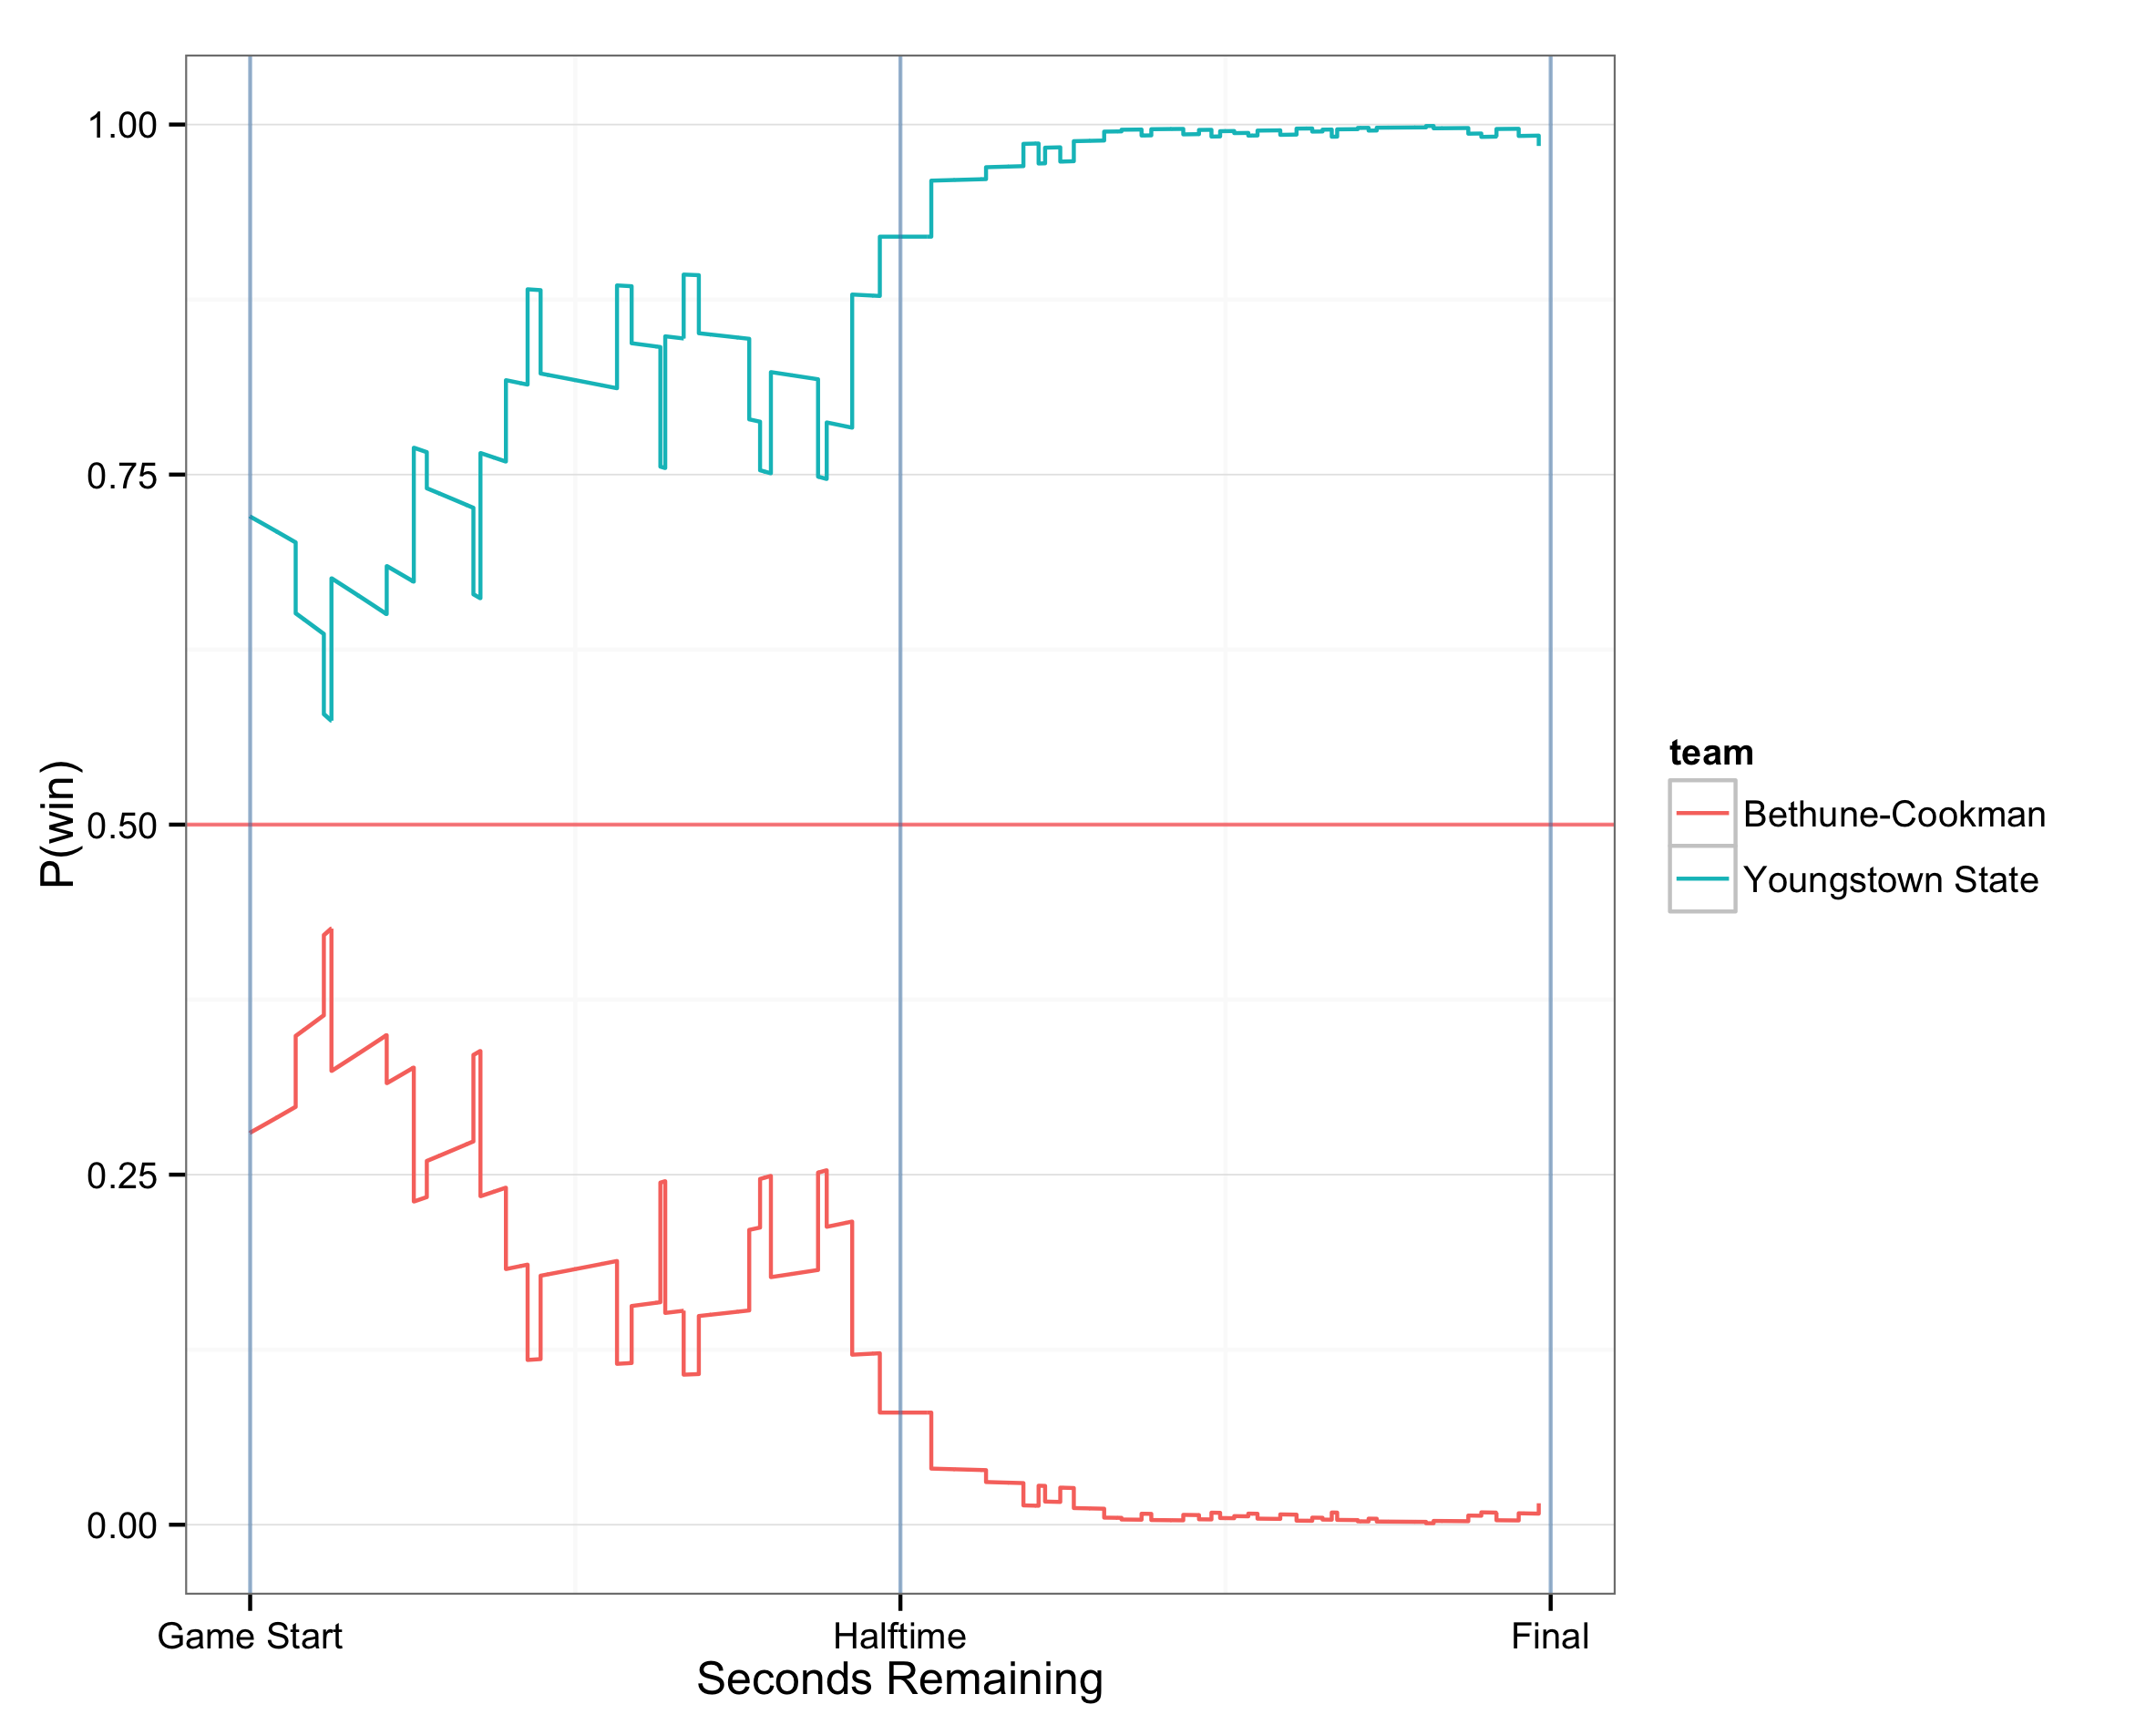 1.00
0.75
0.50
0.25
0.00
P(win)
Game Start
Halftime
Final
Seconds Remaining
team
Bethune-Cookman
Youngstown State